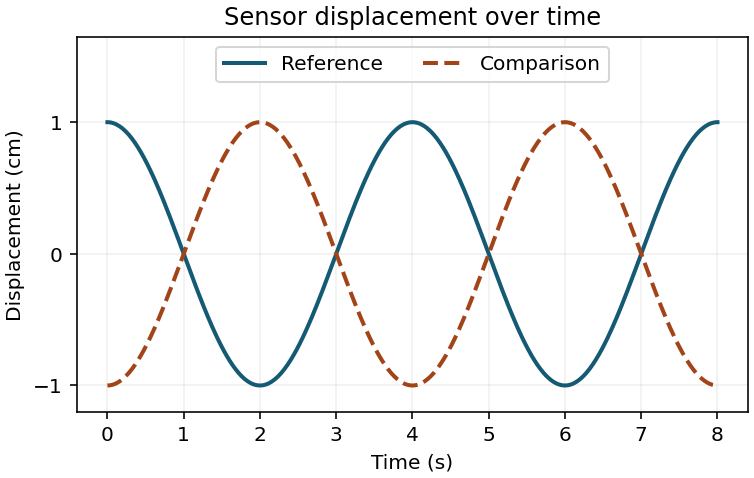 Sensor displacement over time
Reference Comparison
Displacement (cm)
1
0
−1
0 1 2 3 4 5 6 7 8
Time (s)